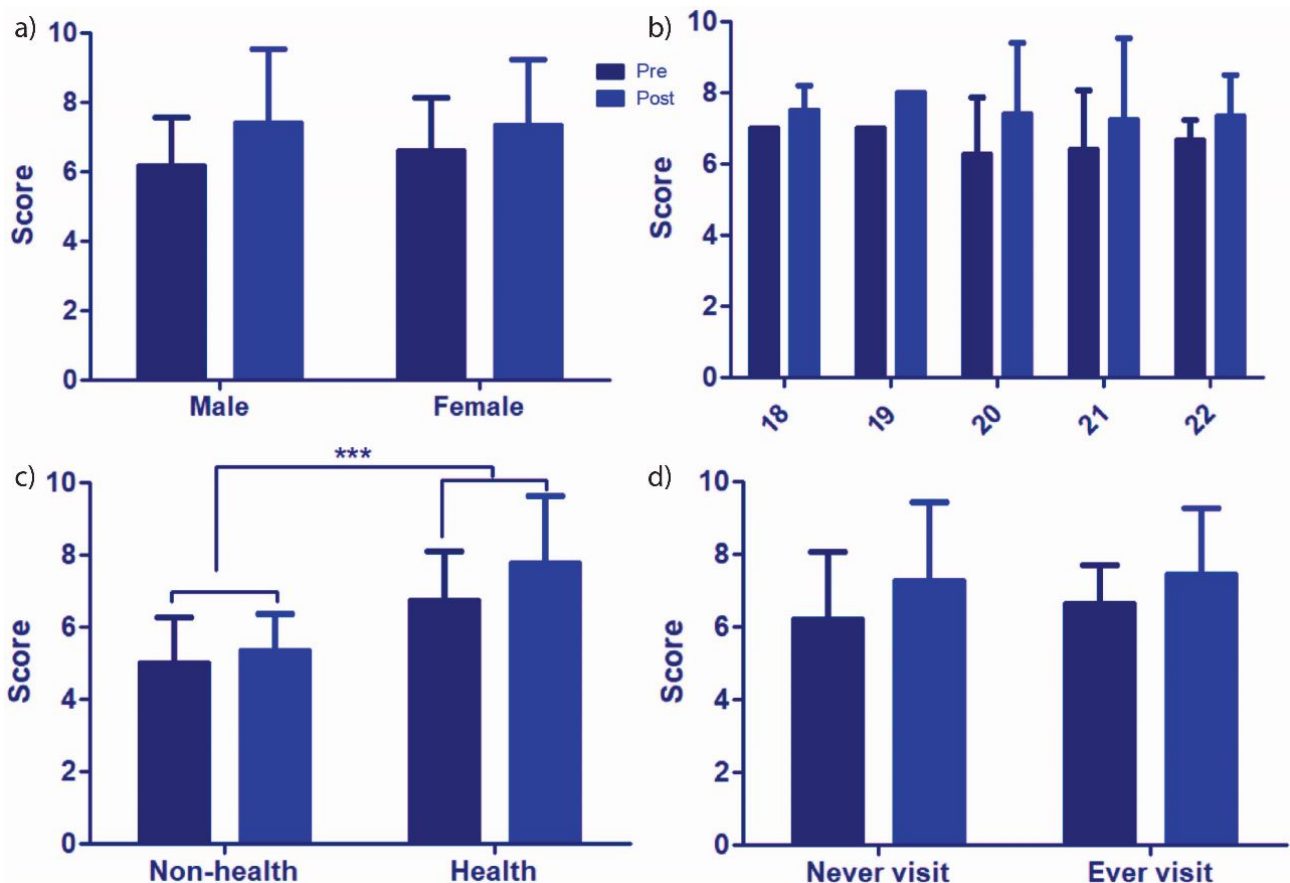 a)
10
8
6
4
2
0
Score
Male
Female
Pre
Post
b)
10
8
6
4
2
0
Score
18
19
20
21
22
c)
***
10
8
6
4
2
0
Score
Non-health
Health
d)
10
8
6
4
2
0
Score
Never visit
Ever visit